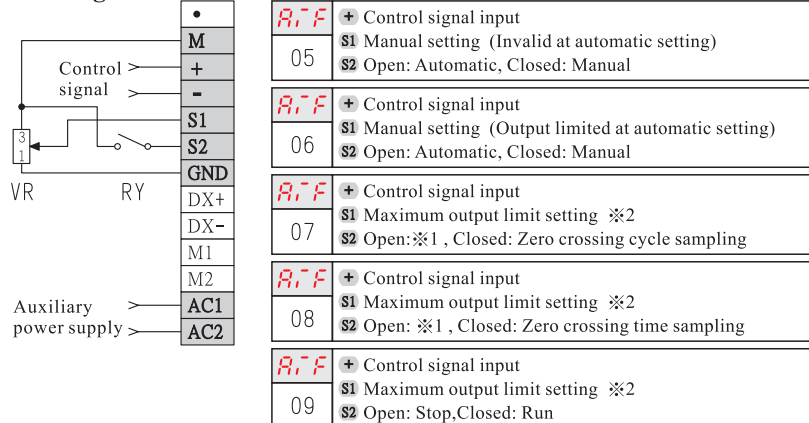 M
Control
signal
+
-
S1
S2
GND
3
1
VR
RY
DX+
DX-
M1
M2
Auxiliary
power supply
AC1
AC2
+ Control signal input
S1 Manual setting (Invalid at automatic setting)
05
S2 Open: Automatic, Closed: Manual
+ Control signal input
S1 Manual setting (Output limited at automatic setting)
06
S2 Open: Automatic, Closed: Manual
+ Control signal input
S1 Maximum output limit setting ※2
07
S2 Open:※1 , Closed: Zero crossing cycle sampling
+ Control signal input
S1 Maximum output limit setting ※2
08
S2 Open: ※1 , Closed: Zero crossing time sampling
+ Control signal input
S1 Maximum output limit setting ※2
09
S2 Open: Stop,Closed: Run